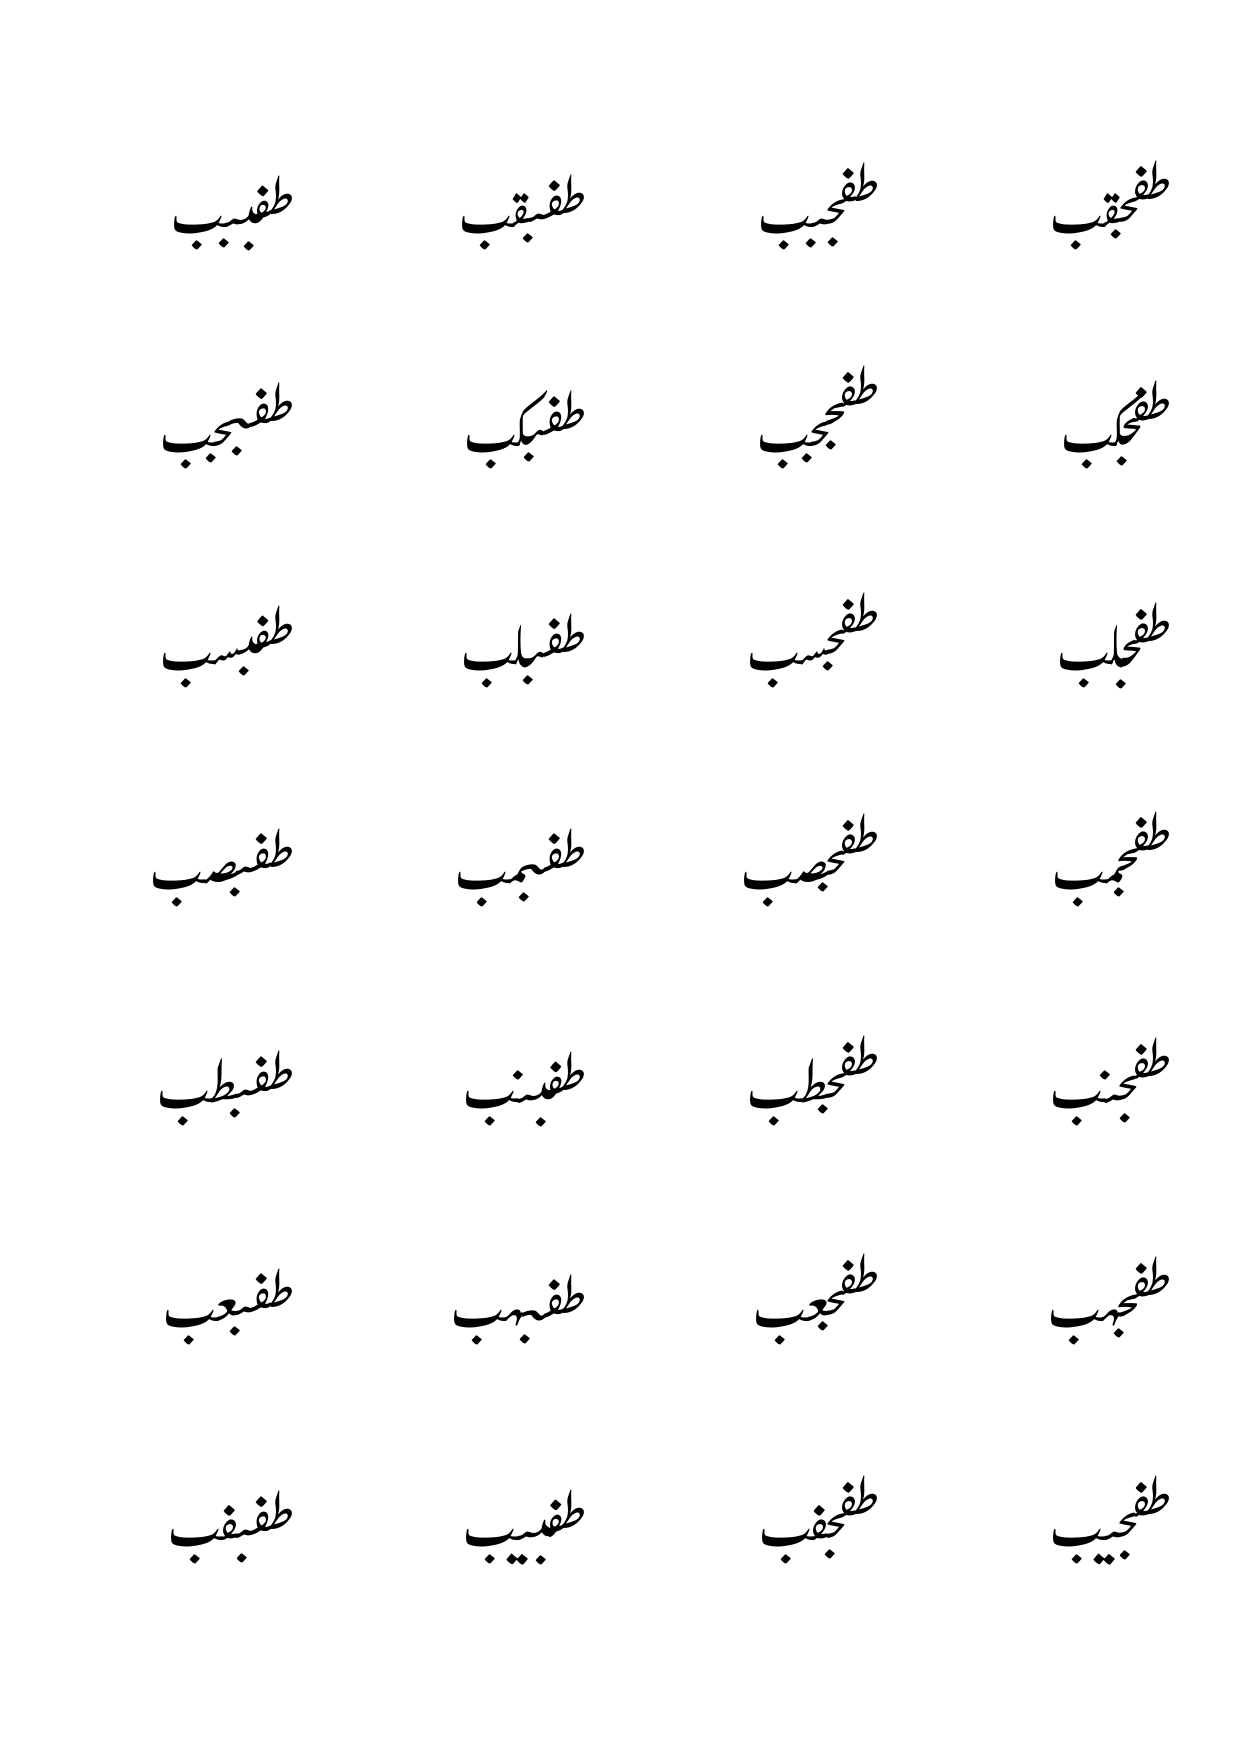 طفجقب طفجبب طفبقب طفببب
طفجكب طفججب طفبكب طفبجب
طفجلب طفجسب طفبلب طفبسب
طفجمب طفجصب طفبمب طفبصب
طفجنب طفجطب طفبنب طفبطب
طفجهب طفجعب طفبهب طفبعب
طفجيب طفجفب طفبيب طفبفب